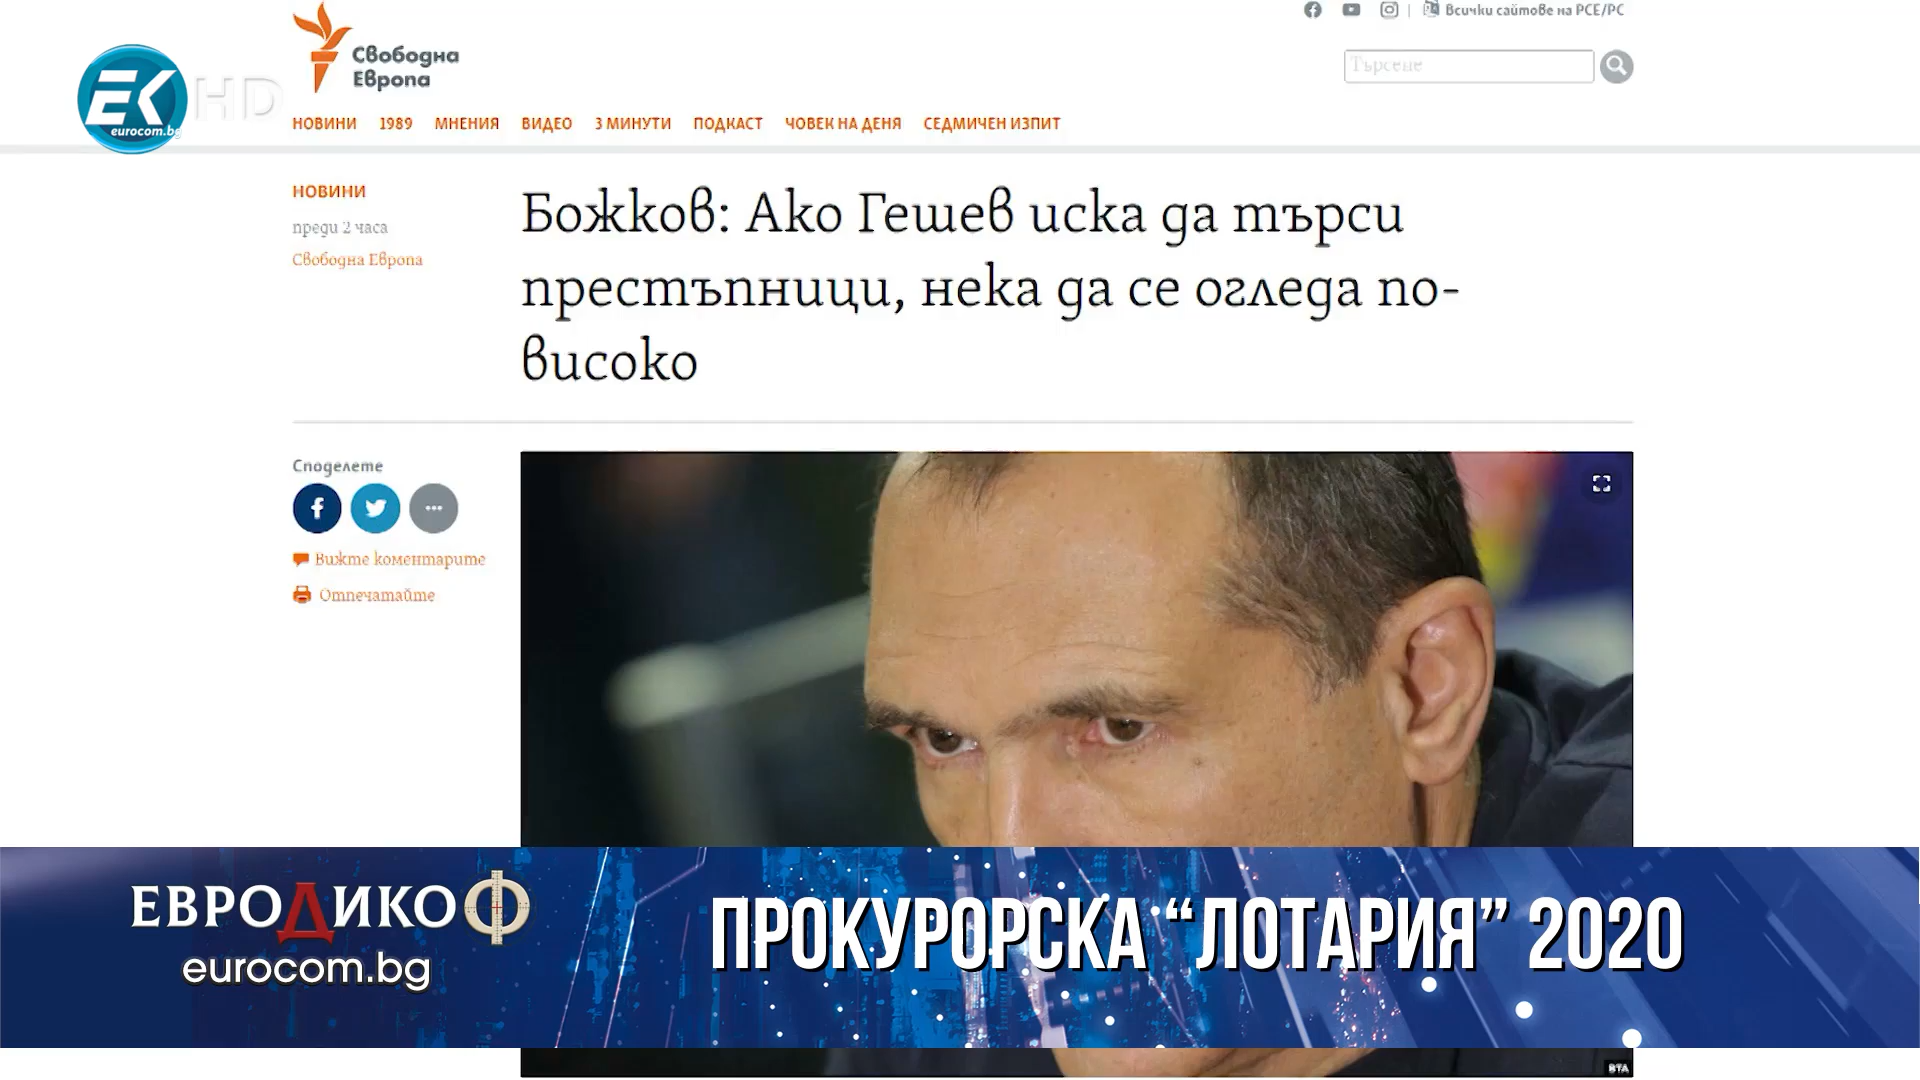 Всички сайтове на РСЕ/РС
Свободна
Европа
Търсене
EK HD
eurocom.bg
НОВИНИ 1989 МНЕНИЯ ВИДЕО 3 МИНУТИ ПОДКАСТ ЧОВЕК НА ДЕНЯ СЕДМИЧЕН ИЗПИТ
НОВИНИ
преди 2 часа
Свободна Европа
Божков: Ако Гешев иска да търси
престъпници, нека да се огледа по-
високо
Споделете
Вижте коментарите
Отпечатайте
ЕВРОДИКОФ
eurocom.bg
ПРОКУРОРСКА “ЛОТАРИЯ” 2020
BTA